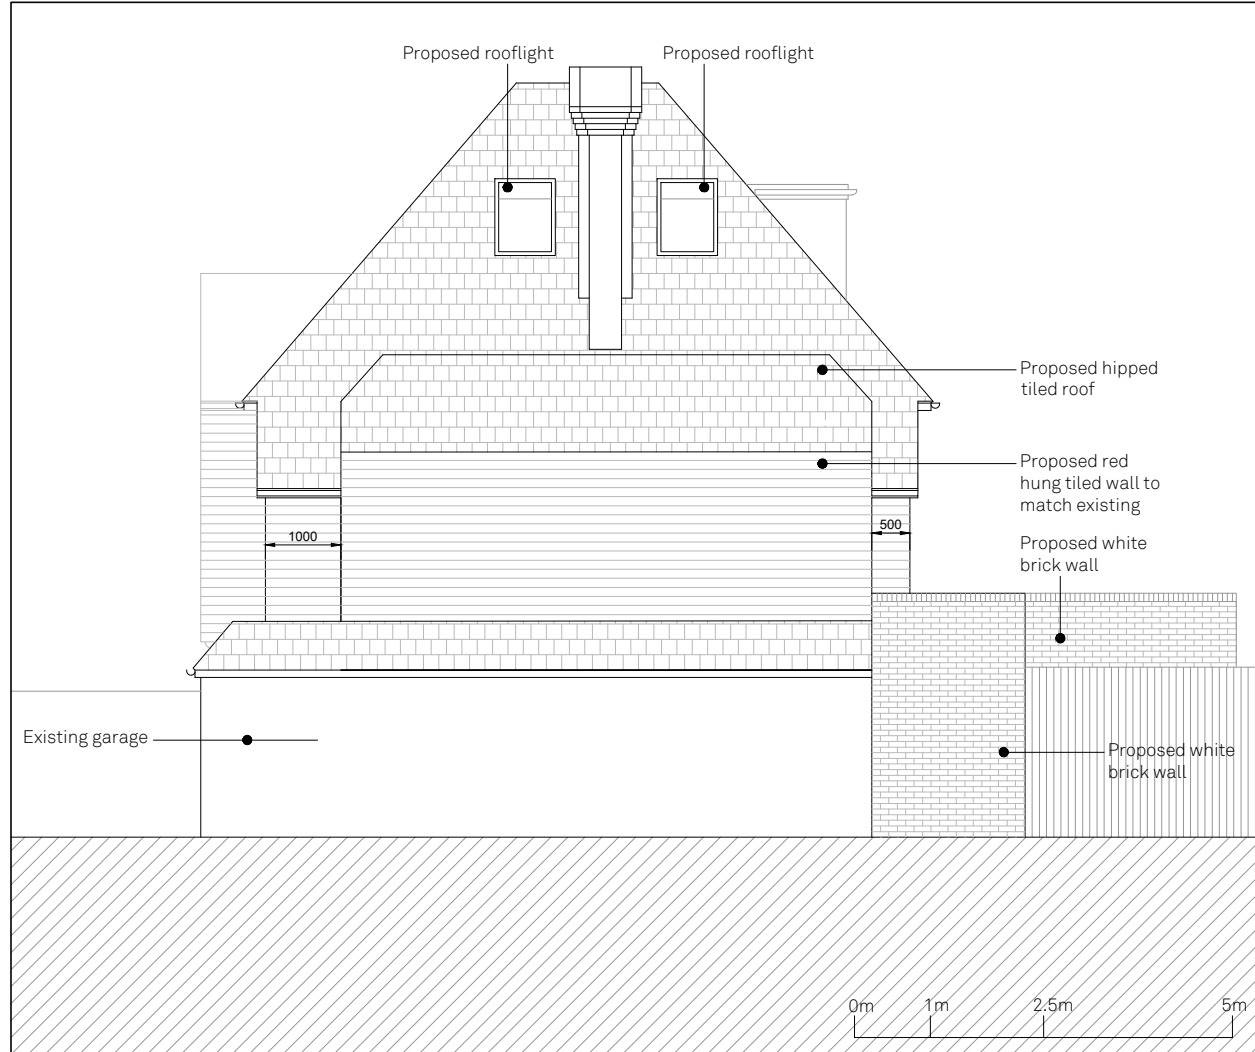 Proposed rooflight
Proposed rooflight
Proposed hipped
tiled roof
Proposed red
hung tiled wall to
match existing
1000
500
Proposed white
brick wall
Existing garage
Proposed white
brick wall
0m
1m
2.5m
5m